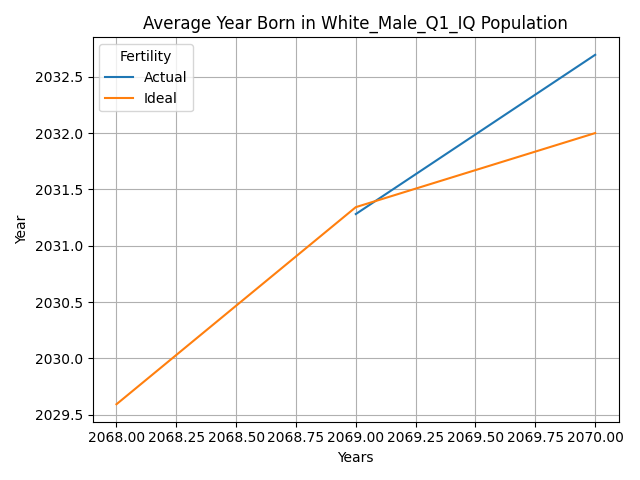 Average Year Born in White_Male_Q1_IQ Population
Fertility
Actual
Ideal
2032.5
2032.0
2031.5
2031.0
2030.5
2030.0
2029.5
Year
2068.00 2068.25 2068.50 2068.75 2069.00 2069.25 2069.50 2069.75 2070.00
Years